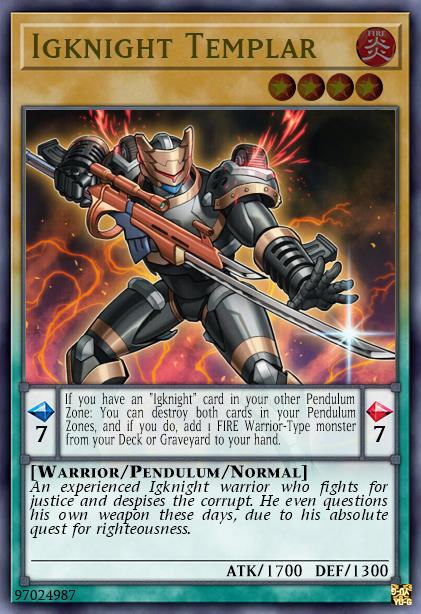 Igknight Templar
FIRE
炎
If you have an "Igknight" card in your other Pendulum
Zone: You can destroy both cards in your Pendulum
Zones, and if you do, add 1 FIRE Warrior-Type monster
from your Deck or Graveyard to your hand.
7
7
[Warrior/Pendulum/Normal]
An experienced Igknight warrior who fights for
justice and despises the corrupt. He even questions
his own weapon these days, due to his absolute
quest for righteousness.
ATK/1700 DEF/1300
97024987